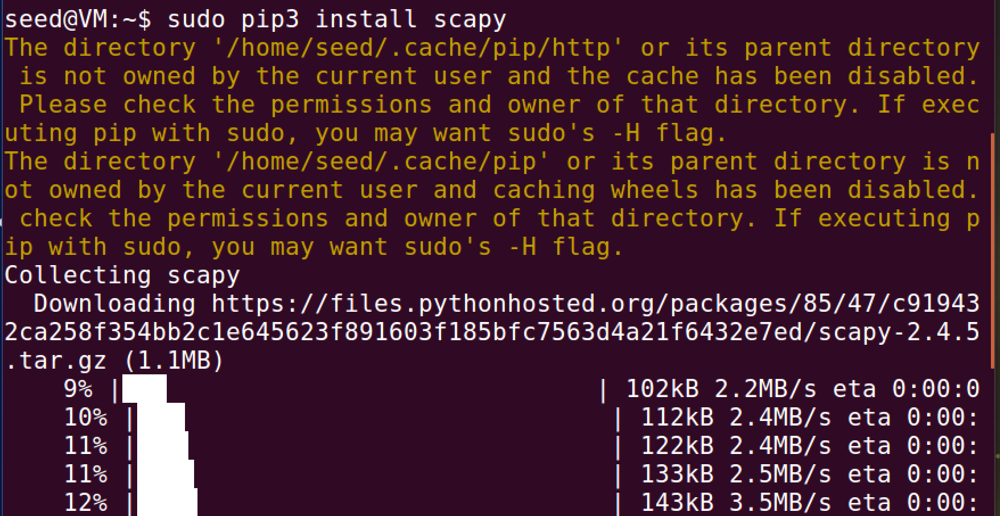 seed@VM:~$ sudo pip3 install scapy
The directory '/home/seed/.cache/pip/http' or its parent directory
 is not owned by the current user and the cache has been disabled.
 Please check the permissions and owner of that directory. If exec
uting pip with sudo, you may want sudo's -H flag.
The directory '/home/seed/.cache/pip' or its parent directory is n
ot owned by the current user and caching wheels has been disabled.
 check the permissions and owner of that directory. If executing p
ip with sudo, you may want sudo's -H flag.
Collecting scapy
  Downloading https://files.pythonhosted.org/packages/85/47/c91943
2ca258f354bb2c1e645623f891603f185bfc7563d4a21f6432e7ed/scapy-2.4.5
.tar.gz (1.1MB)
    9% | | 102kB 2.2MB/s eta 0:00:0
    10% | | 112kB 2.4MB/s eta 0:00:
    11% | | 122kB 2.4MB/s eta 0:00:
    11% | | 133kB 2.5MB/s eta 0:00:
    12% | | 143kB 3.5MB/s eta 0:00: